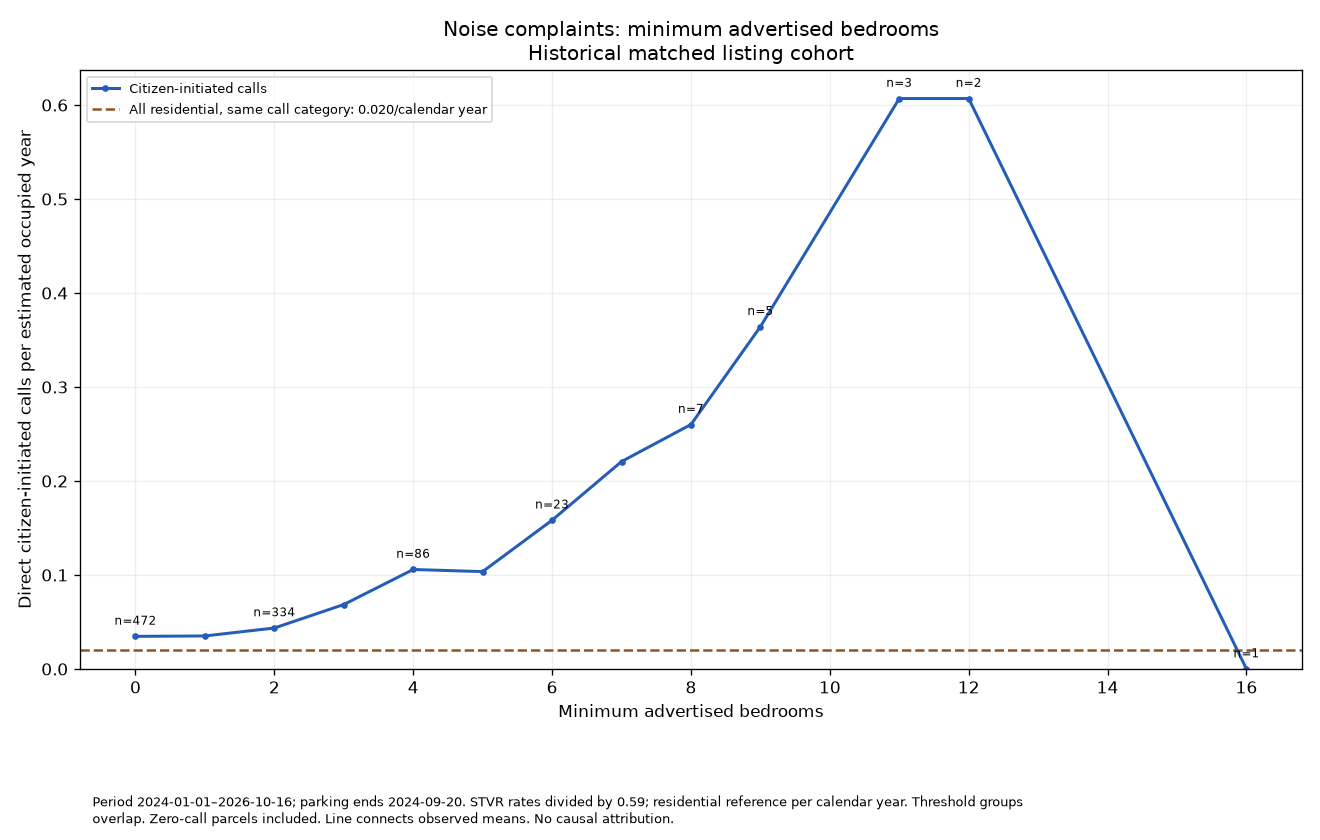 Noise complaints: minimum advertised bedrooms
Historical matched listing cohort
Citizen-initiated calls
All residential, same call category: 0.020/calendar year
Direct citizen-initiated calls per estimated occupied year
0.6
0.5
0.4
0.3
0.2
0.1
0.0
n=472
n=334
n=86
n=23
n=7
n=5
n=3
n=2
n=1
0 2 4 6 8 10 12 14 16
Minimum advertised bedrooms
Period 2024-01-01–2026-10-16; parking ends 2024-09-20. STVR rates divided by 0.59; residential reference per calendar year. Threshold groups
overlap. Zero-call parcels included. Line connects observed means. No causal attribution.